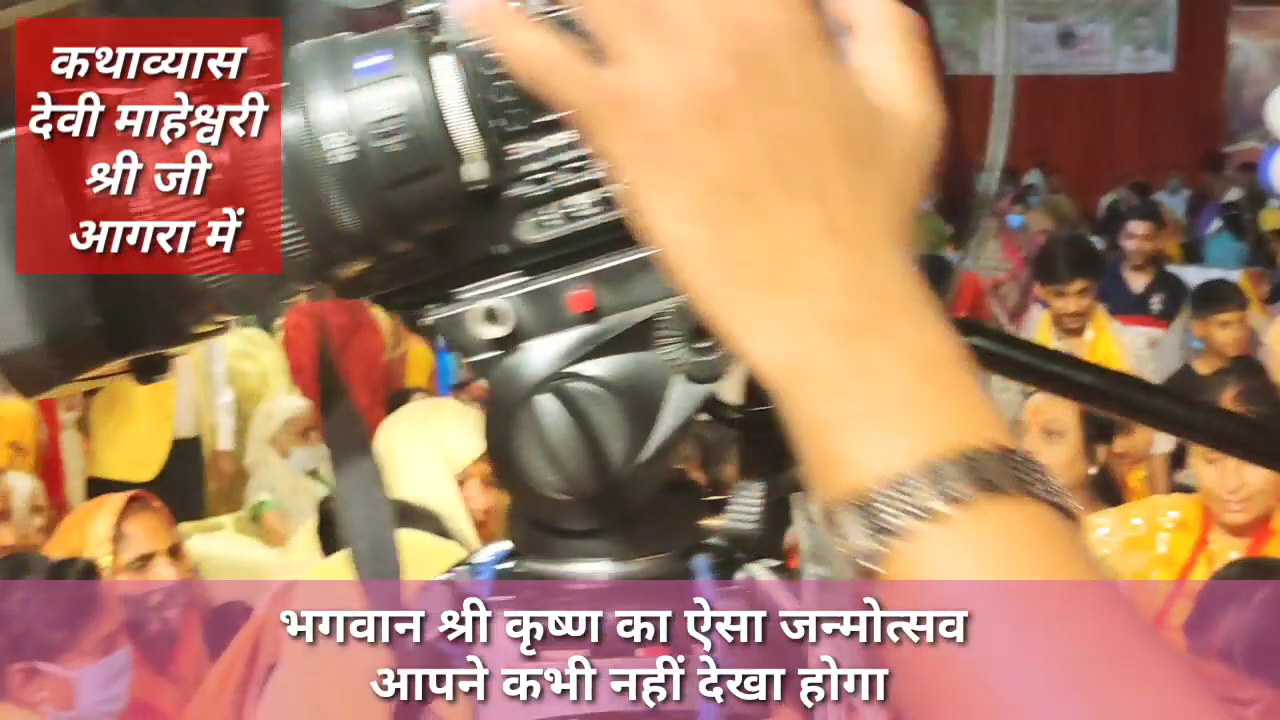 कथाव्यास
देवी माहेश्वरी
श्री जी
आगरा में
भगवान श्री कृष्ण का ऐसा जन्मोत्सव
आपने कभी नहीं देखा होगा